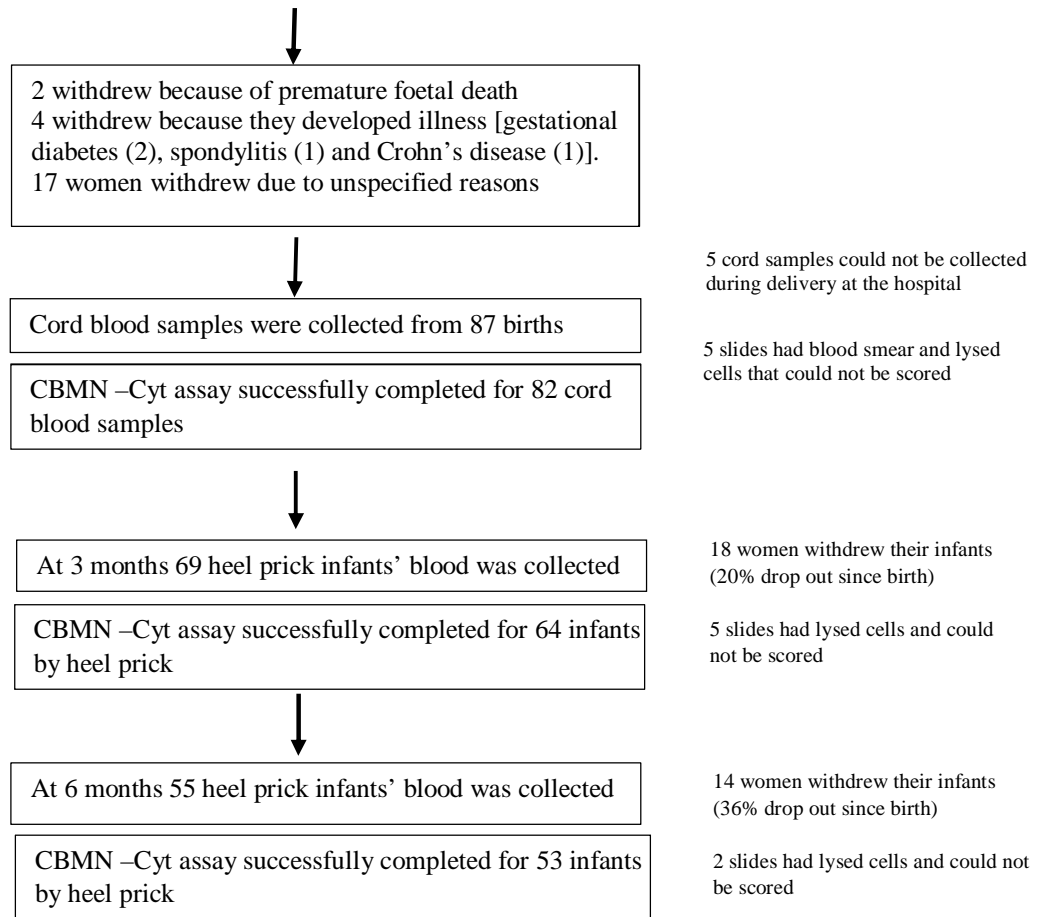 2 withdrew because of premature foetal death
4 withdrew because they developed illness [gestational
diabetes (2), spondylitis (1) and Crohn’s disease (1)].
17 women withdrew due to unspecified reasons
5 cord samples could not be collected
during delivery at the hospital
Cord blood samples were collected from 87 births
5 slides had blood smear and lysed
cells that could not be scored
CBMN –Cyt assay successfully completed for 82 cord
blood samples
At 3 months 69 heel prick infants’ blood was collected
18 women withdrew their infants
(20% drop out since birth)
CBMN –Cyt assay successfully completed for 64 infants
by heel prick
5 slides had lysed cells and could
not be scored
At 6 months 55 heel prick infants’ blood was collected
14 women withdrew their infants
(36% drop out since birth)
CBMN –Cyt assay successfully completed for 53 infants
by heel prick
2 slides had lysed cells and could not
be scored